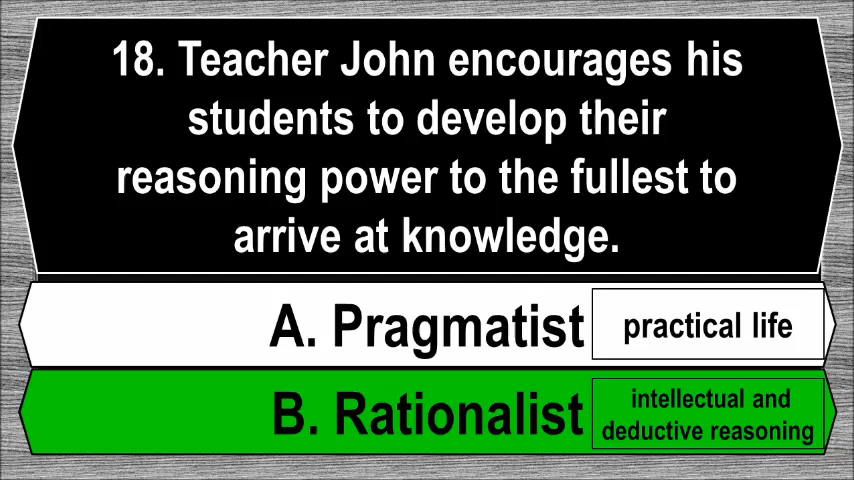 18. Teacher John encourages his
students to develop their
reasoning power to the fullest to
arrive at knowledge.
A. Pragmatist
practical life
B. Rationalist
intellectual and
deductive reasoning